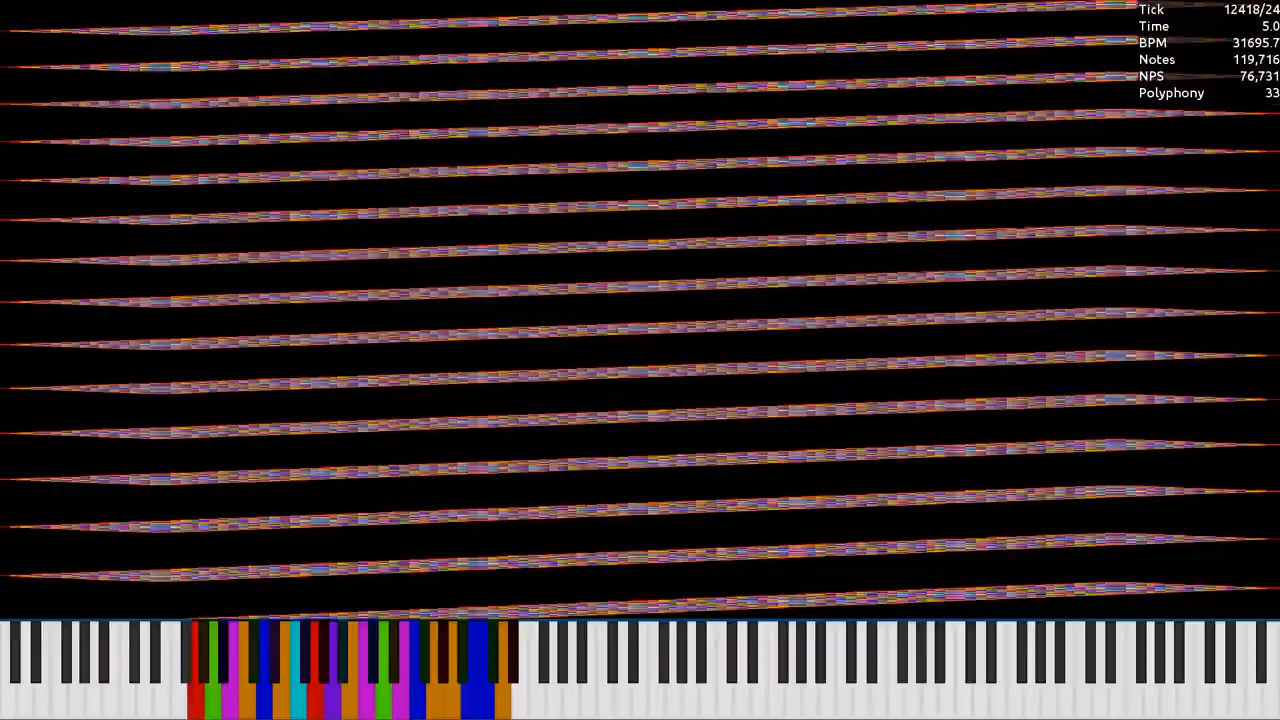 Tick 12418/24
Time 5.0
BPM 31695.7
Notes 119,716
NPS 76,731
Polyphony 33